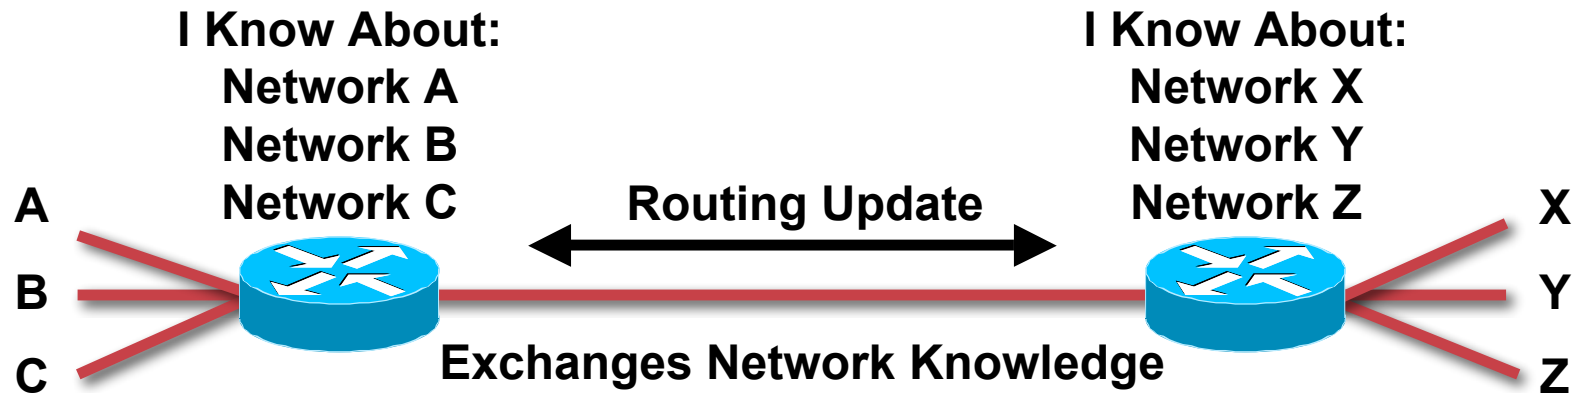 I Know About:
Network A
Network B
Network C
I Know About:
Network X
Network Y
Network Z
A
B
C
Routing Update
Exchanges Network Knowledge
X
Y
Z